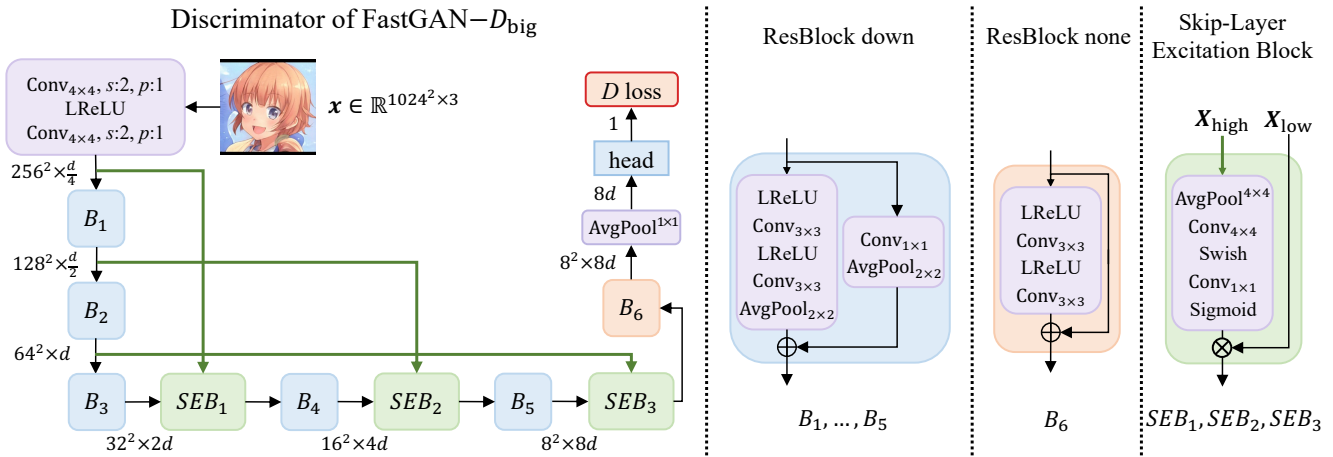 Discriminator of FastGAN−D_big
Conv_{4×4}, s:2, p:1
LReLU
Conv_{4×4}, s:2, p:1
x ∈ ℝ^{1024²×3}
256² × d/4
B_1
128² × d/2
B_2
64² × d
B_3
SEB_1
B_4
SEB_2
B_5
SEB_3
32² × 2d
16² × 4d
8² × 8d
D loss
1
head
8d
AvgPool^{1×1}
8² × 8d
B_6
ResBlock down
LReLU
Conv_{3×3}
LReLU
Conv_{3×3}
AvgPool_{2×2}
Conv_{1×1}
AvgPool_{2×2}
B_1, … , B_5
ResBlock none
LReLU
Conv_{3×3}
LReLU
Conv_{3×3}
B_6
Skip-Layer
Excitation Block
X_high X_low
AvgPool^{4×4}
Conv_{4×4}
Swish
Conv_{1×1}
Sigmoid
SEB_1, SEB_2, SEB_3